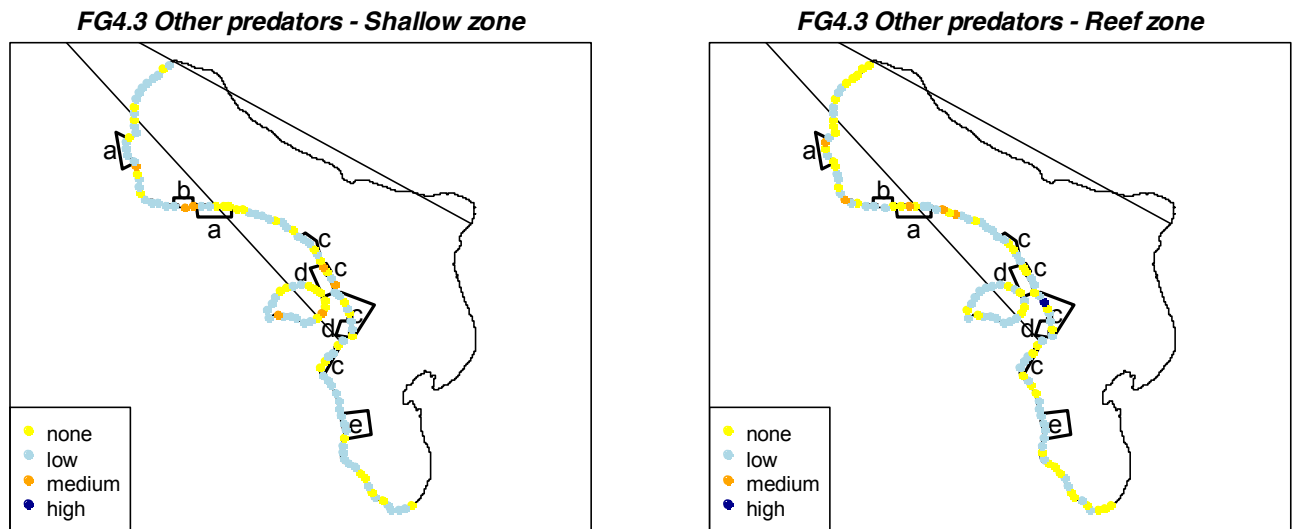 FG4.3 Other predators - Shallow zone
a
b
a
c
d
c
c
d
c
e
none
low
medium
high
FG4.3 Other predators - Reef zone
a
b
a
c
d
c
c
d
c
e
none
low
medium
high